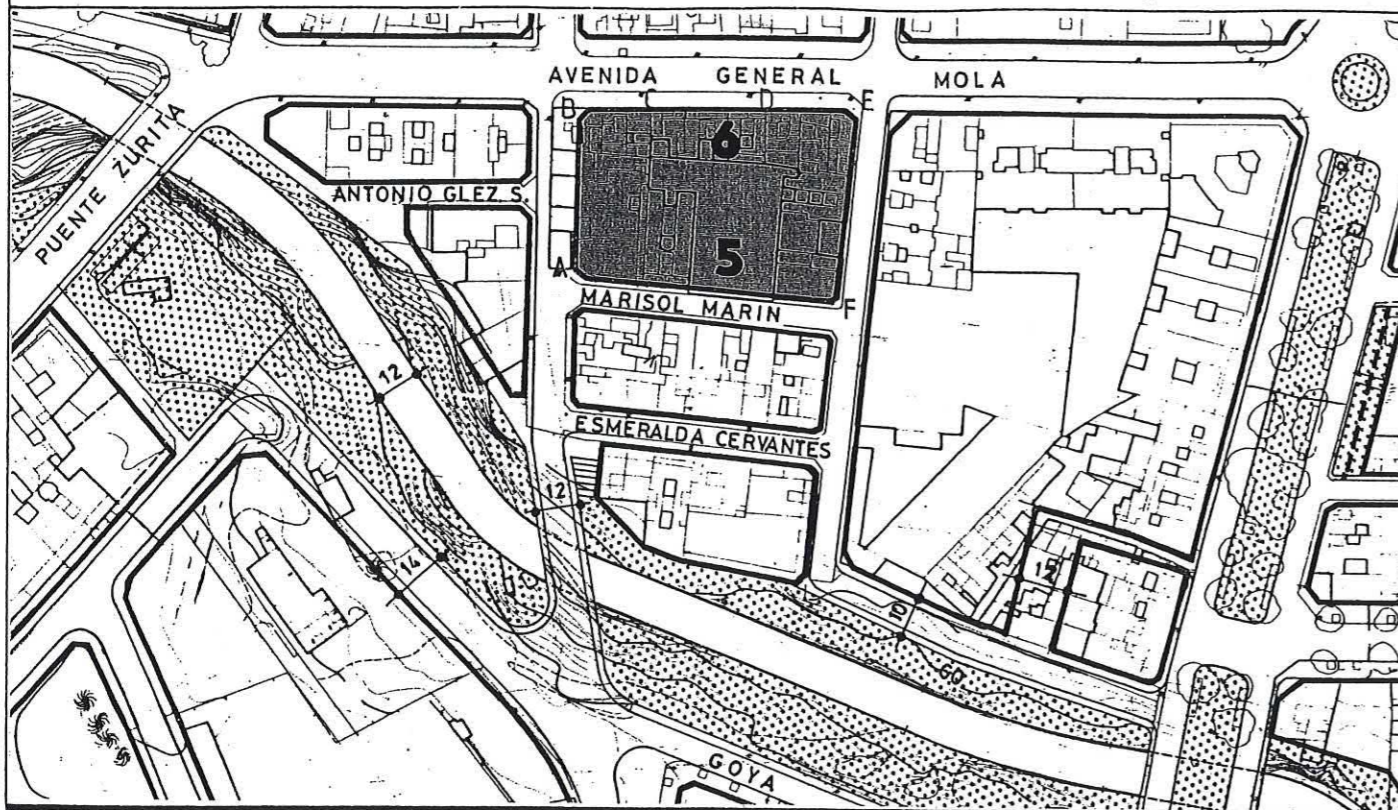 AVENIDA GENERAL MOLA
B C D E
6
PUENTE ZURITA
ANTONIO GLEZ. S.
5
A
F
MARISOL MARIN
12
ESMERALDA CERVANTES
12
14
12
10
GOYA